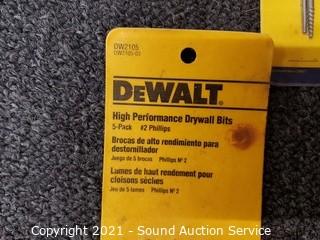 DW2105
DW2105-03
DEWALT®
High Performance Drywall Bits
5-Pack #2 Phillips
Brocas de alto rendimiento para
destornillador
Juego de 5 brocas Phillips Nº 2
Lames de haut rendement pour
cloisons sèches
Jeu de 5 lames Phillips Nº 2
Copyright © 2021 - Sound Auction Service